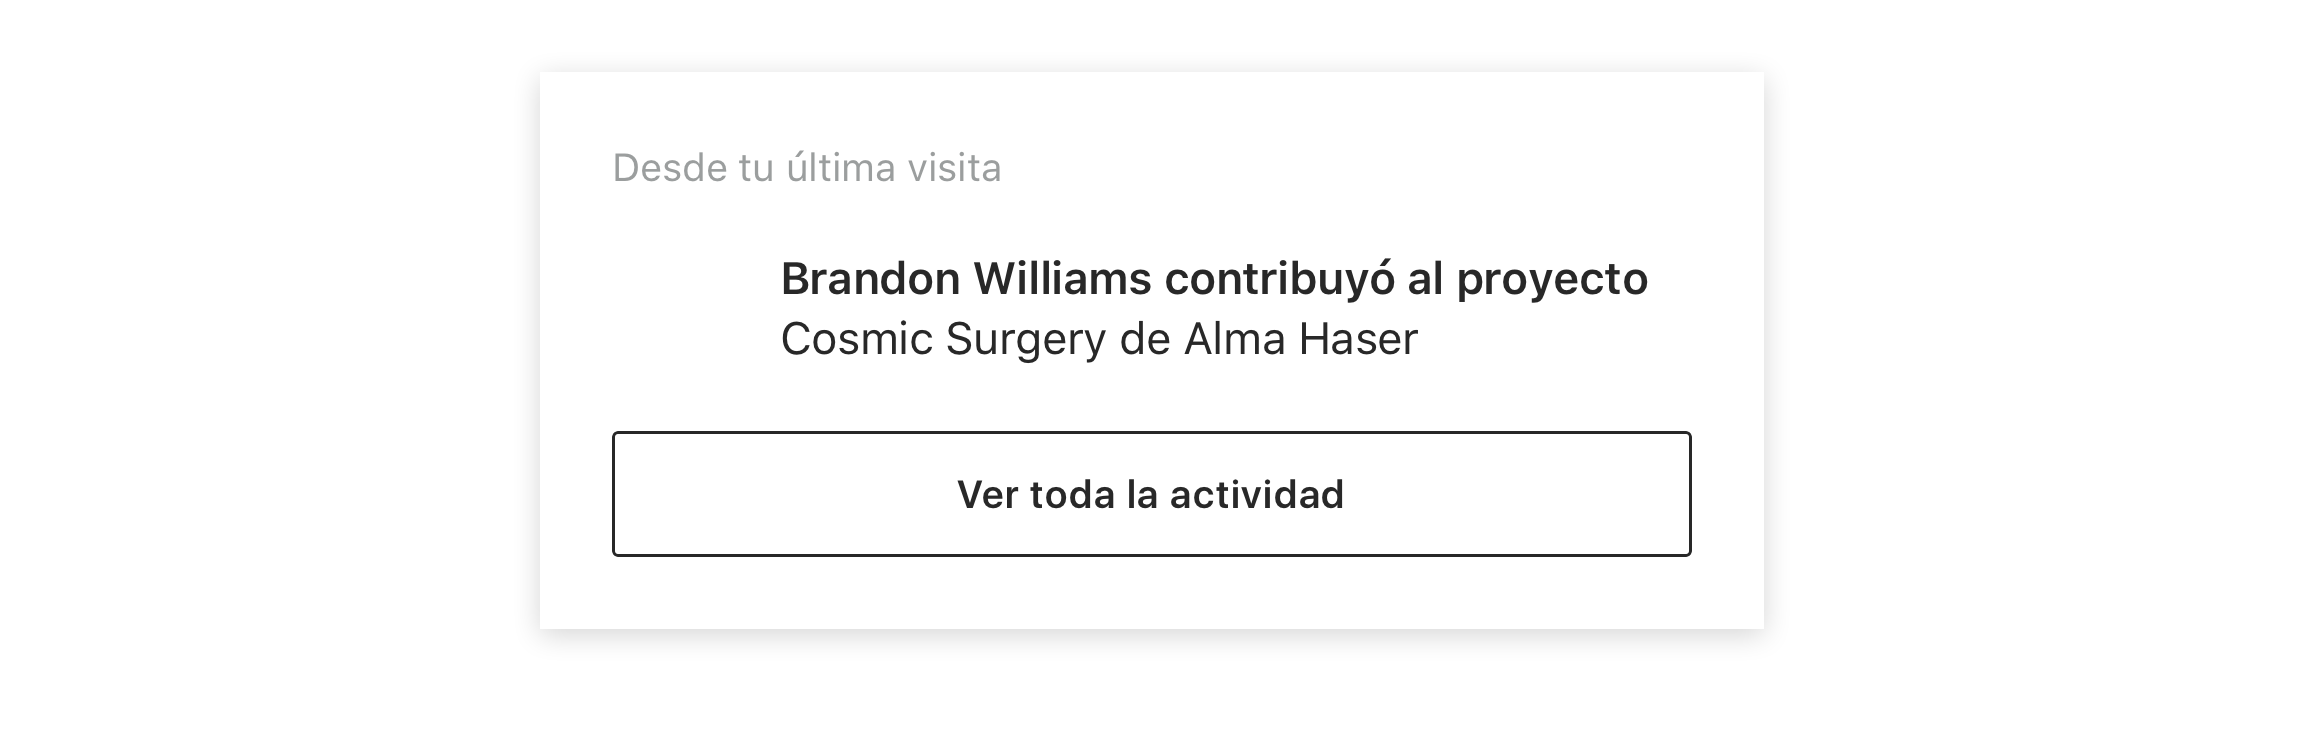 Desde tu última visita
Brandon Williams contribuyó al proyecto
Cosmic Surgery de Alma Haser
Ver toda la actividad